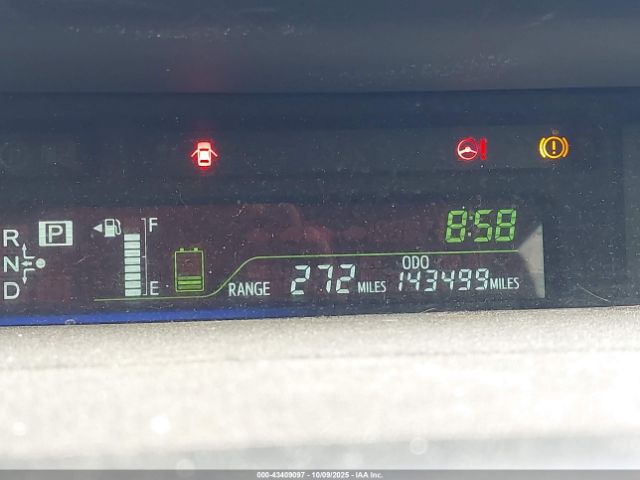 8:58
R
P
F
N
D
E
ODO
RANGE 272 MILES 143499 MILES
000-43409097 - 10/09/2025 - IAA Inc.